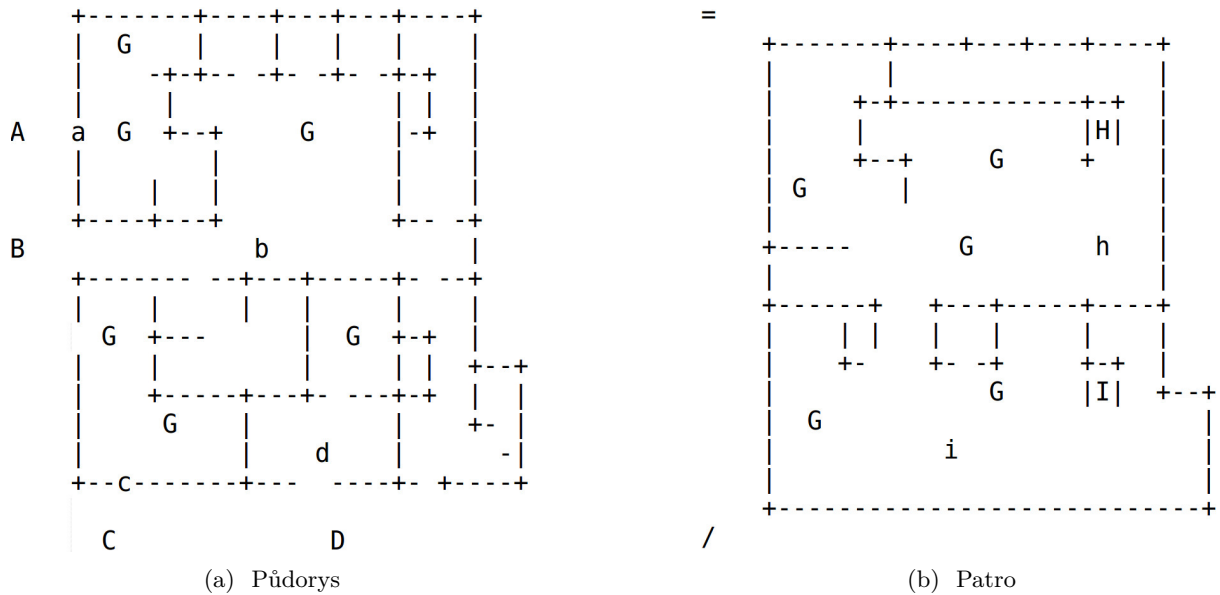 +-------+----+---+---+----+
    |  G    |    |   |   |    |
    |    -+-+-- -+- -+- -+-+  |
    |     |              | |  |
A   a  G  +--+     G     |-+  |
    |        |           |    |
    |    |   |           |    |
    +----+---+           +-- -+
B               b             |
    +------- --+---+-----+- --+
    |    |     |   |     |    |
      G  +---      |  G  +-+  |
    |    |         |     | |  +--+
    |    +-----+---+- ---+-+  |  |
    |     G    |         |    +- |
    |          |    d    |      -|
    +--c-------+---  ----+- +----+
      C              D
(a) Půdorys
=
    +-------+----+---+---+----+
    |       |                 |
    |     +-+------------+-+  |
    |     |              |H|  |
    |     +--+     G     +    |
    | G      |                |
    |                         |
    +-----       G        h   |
    |                         |
    +------+   +---+-----+----+
    |    | |   |   |     |    |
    |    +-    +- -+     +-+  |
    |              G     |I|  +--+
    |  G                         |
    |           i                |
    |                            |
    +----------------------------+
/
(b) Patro